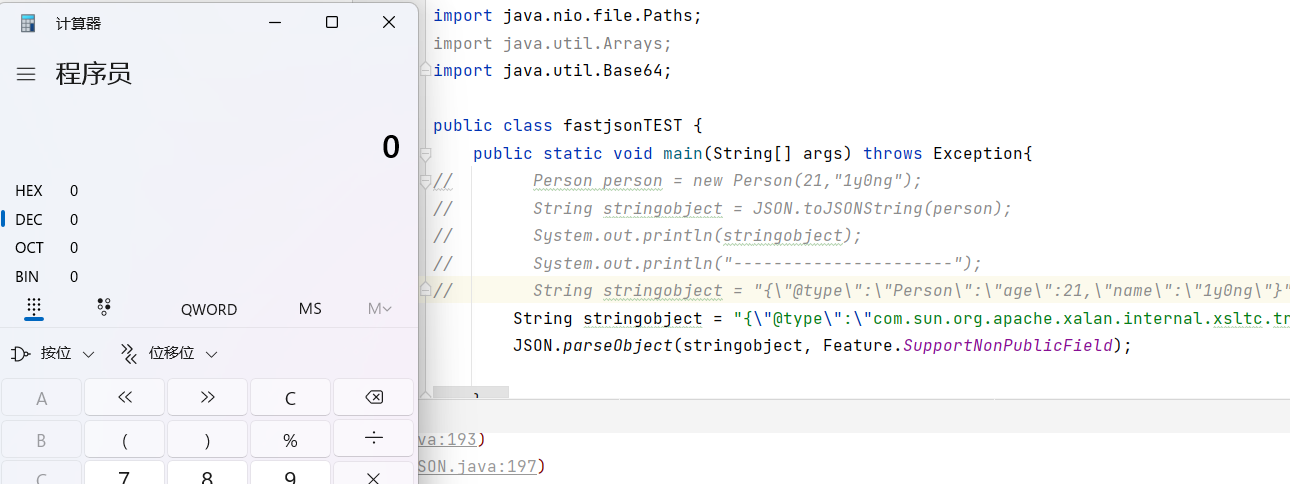 计算器
程序员
0
HEX 0
DEC 0
OCT 0
BIN 0
QWORD MS M
按位 位移位
A << >> C
B ( ) % ÷
C 7 8 9 ×
import java.nio.file.Paths;
import java.util.Arrays;
import java.util.Base64;
public class fastjsonTEST {
public static void main(String[] args) throws Exception{
// Person person = new Person(21,"1y0ng");
// String stringobject = JSON.toJSONString(person);
// System.out.println(stringobject);
// System.out.println("----------------------");
// String stringobject = "{\"@type\":\"Person\":\"age\":21,\"name\":\"1y0ng\"}"
String stringobject = "{\"@type\":\"com.sun.org.apache.xalan.internal.xsltc.tr
JSON.parseObject(stringobject, Feature.SupportNonPublicField);
}
va:193)
SON.java:197)